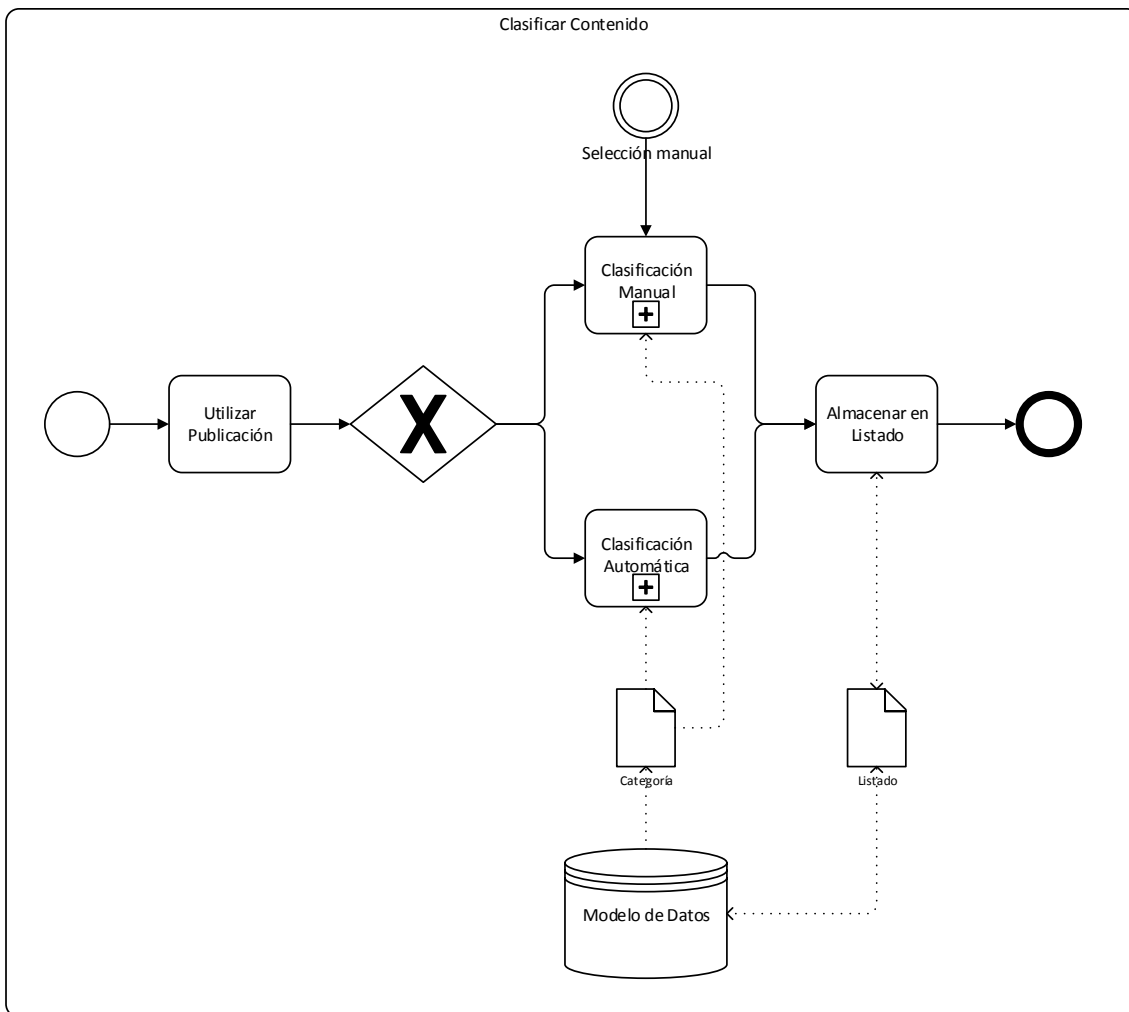 Clasificar Contenido
Selección manual
Clasificación
Manual
Utilizar
Publicación
X
Almacenar en
Listado
Clasificación
Automática
Categoría
Listado
Modelo de Datos